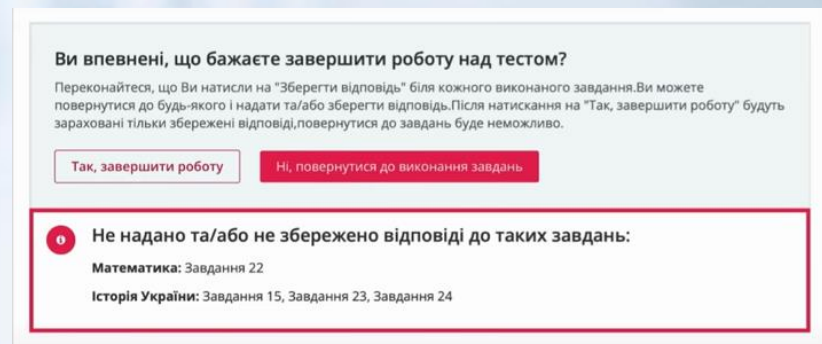 Ви впевнені, що бажаєте завершити роботу над тестом?
Переконайтеся, що Ви натисли на "Зберегти відповідь" біля кожного виконаного завдання.Ви можете
повернутися до будь-якого і надати та/або зберегти відповідь.Після натискання на "Так, завершити роботу" будуть
зараховані тільки збережені відповіді,повернутися до завдань буде неможливо.
Так, завершити роботу
Ні, повернутися до виконання завдань
Не надано та/або не збережено відповіді до таких завдань:
Математика: Завдання 22
Історія України: Завдання 15, Завдання 23, Завдання 24